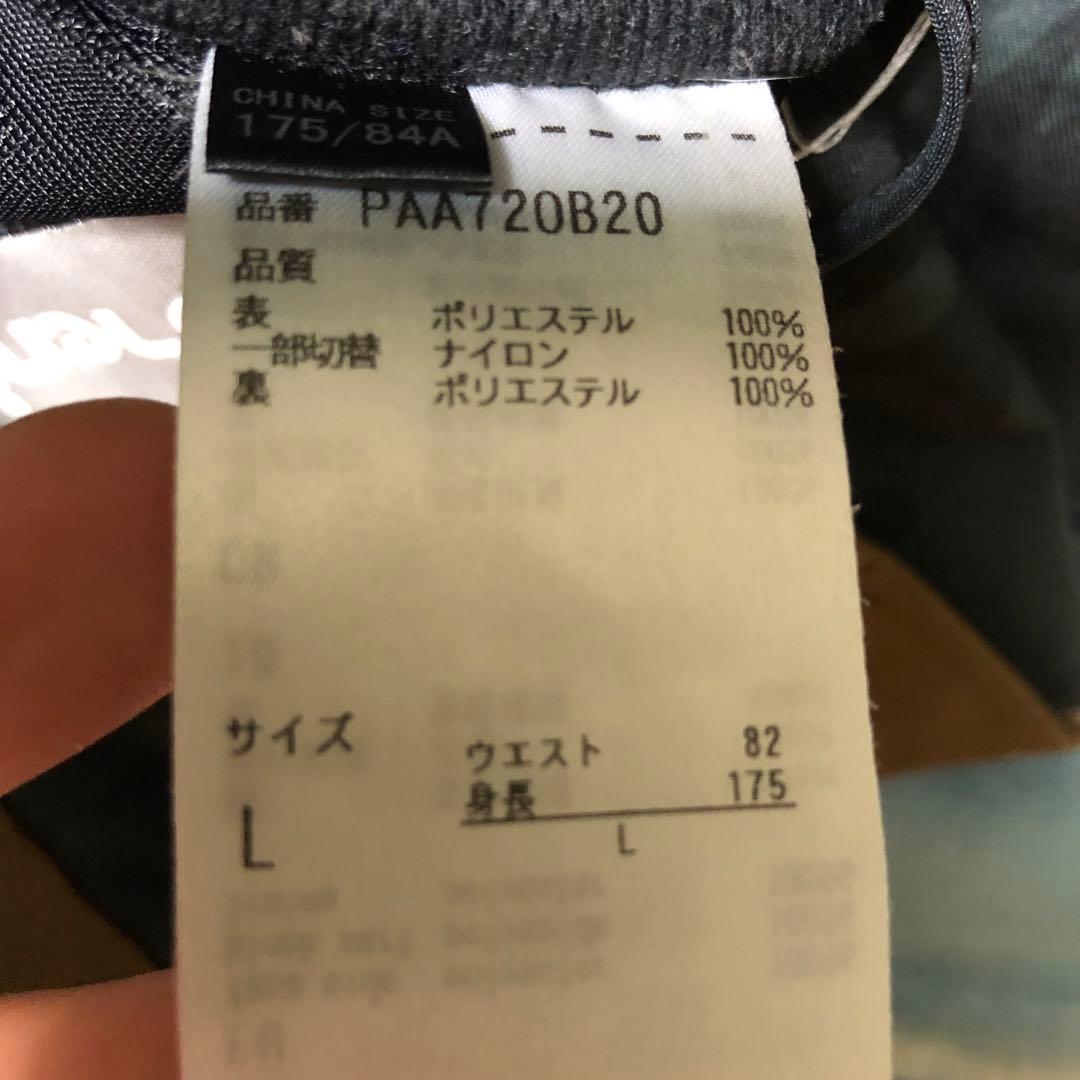 CHINA SIZE
175/84A
品番 PAA720B20
品質
表 ポリエステル 100%
一部切替 ナイロン 100%
裏 ポリエステル 100%
サイズ
ウエスト 82
身長 175
L
L